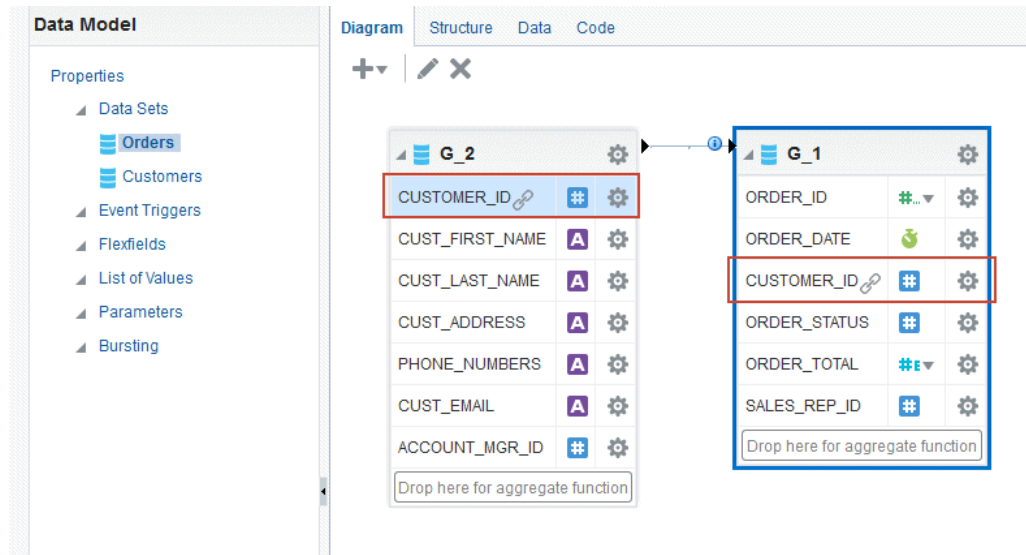 Data Model
Properties
Data Sets
Orders
Customers
Event Triggers
Flexfields
List of Values
Parameters
Bursting
Diagram Structure Data Code
G_2
CUSTOMER_ID #
CUST_FIRST_NAME A
CUST_LAST_NAME A
CUST_ADDRESS A
PHONE_NUMBERS A
CUST_EMAIL A
ACCOUNT_MGR_ID #
Drop here for aggregate function
i
G_1
ORDER_ID #...
ORDER_DATE
CUSTOMER_ID #
ORDER_STATUS #
ORDER_TOTAL #E
SALES_REP_ID #
Drop here for aggregate function